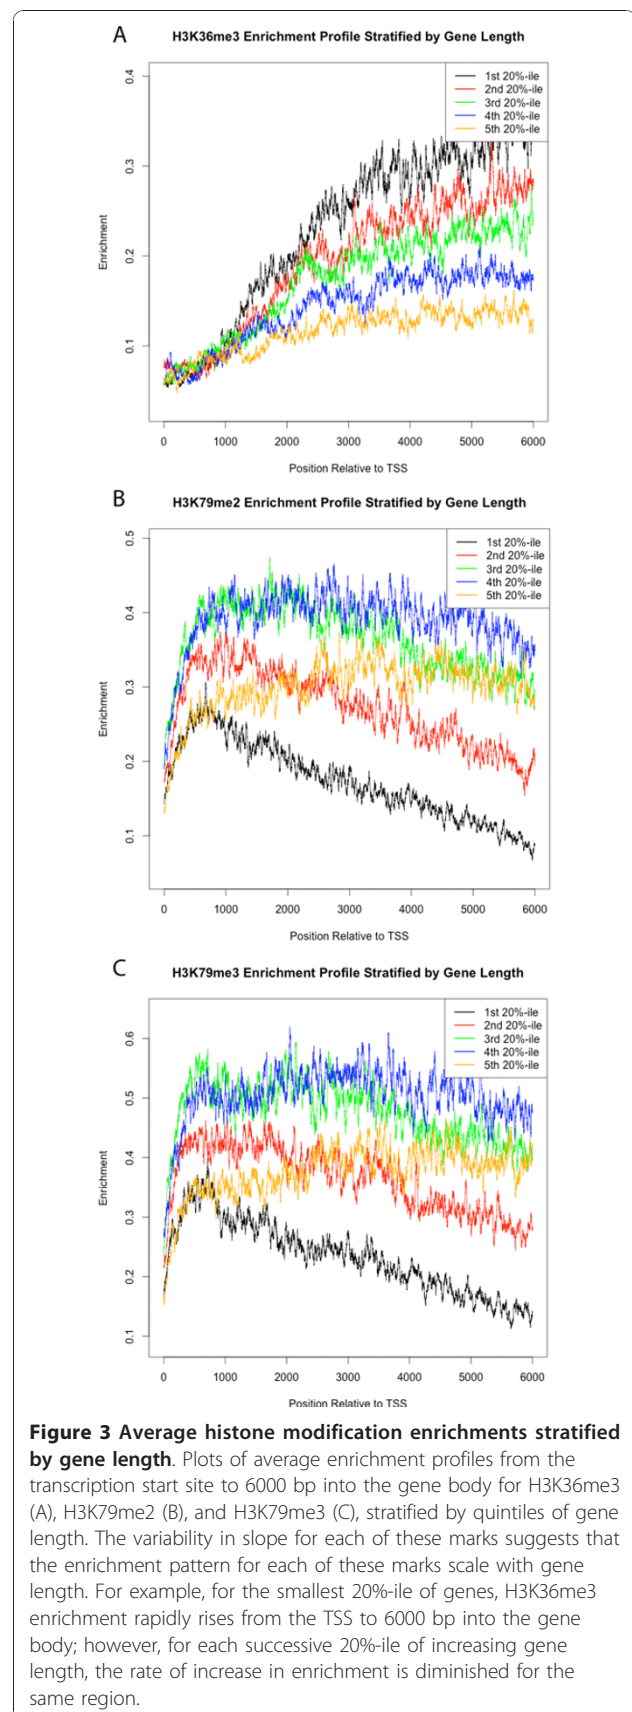 A
H3K36me3 Enrichment Profile Stratified by Gene Length
1st 20%-ile
2nd 20%-ile
3rd 20%-ile
4th 20%-ile
5th 20%-ile
0.4
0.3
0.2
0.1
Enrichment
0 1000 2000 3000 4000 5000 6000
Position Relative to TSS
B
H3K79me2 Enrichment Profile Stratified by Gene Length
1st 20%-ile
2nd 20%-ile
3rd 20%-ile
4th 20%-ile
5th 20%-ile
0.5
0.4
0.3
0.2
0.1
Enrichment
0 1000 2000 3000 4000 5000 6000
Position Relative to TSS
C
H3K79me3 Enrichment Profile Stratified by Gene Length
1st 20%-ile
2nd 20%-ile
3rd 20%-ile
4th 20%-ile
5th 20%-ile
0.6
0.5
0.4
0.3
0.2
0.1
Enrichment
0 1000 2000 3000 4000 5000 6000
Position Relative to TSS
Figure 3 Average histone modification enrichments stratified
by gene length. Plots of average enrichment profiles from the
transcription start site to 6000 bp into the gene body for H3K36me3
(A), H3K79me2 (B), and H3K79me3 (C), stratified by quintiles of gene
length. The variability in slope for each of these marks suggests that
the enrichment pattern for each of these marks scale with gene
length. For example, for the smallest 20%-ile of genes, H3K36me3
enrichment rapidly rises from the TSS to 6000 bp into the gene
body; however, for each successive 20%-ile of increasing gene
length, the rate of increase in enrichment is diminished for the
same region.